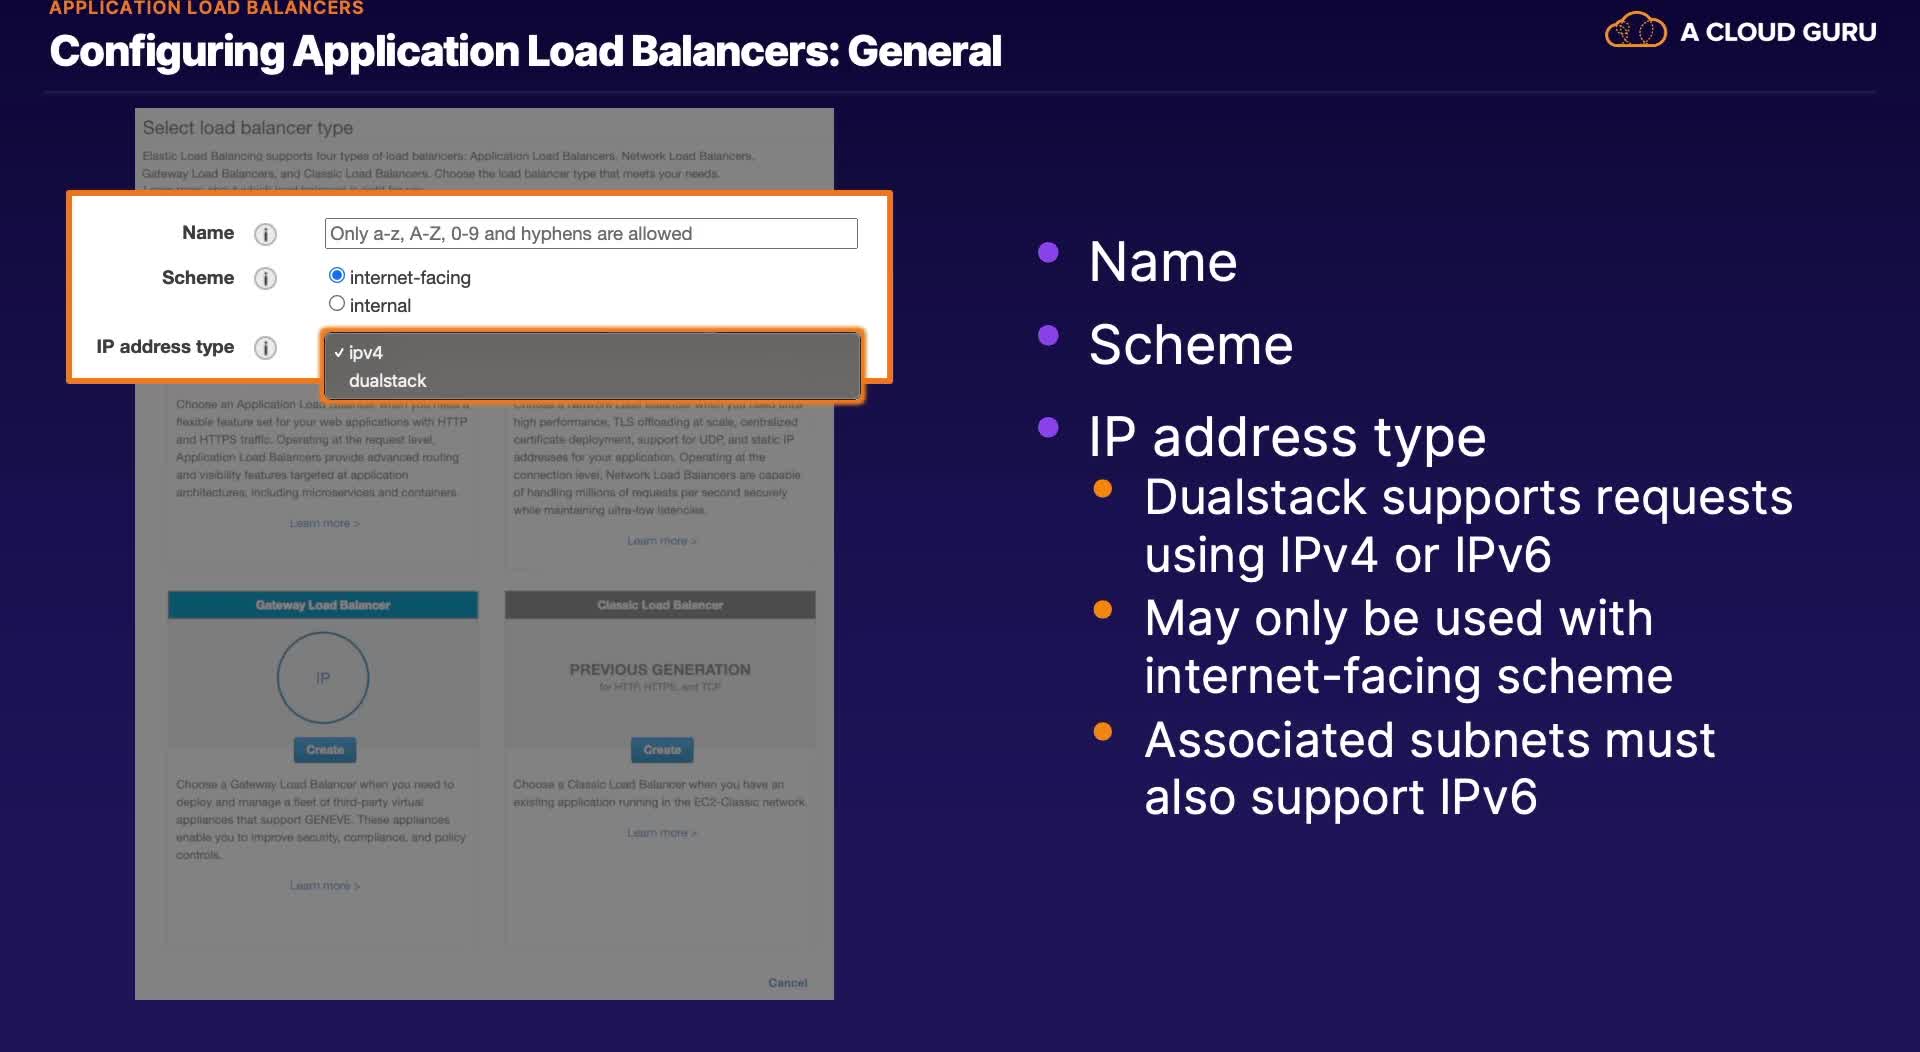 APPLICATION LOAD BALANCERS
Configuring Application Load Balancers: General
A CLOUD GURU
Select load balancer type
Elastic Load Balancing supports four types of load balancers: Application Load Balancers, Network Load Balancers,
Gateway Load Balancers, and Classic Load Balancers. Choose the load balancer type that meets your needs.
Name
Only a-z, A-Z, 0-9 and hyphens are allowed
Scheme
internet-facing
internal
IP address type
ipv4
dualstack
Choose an Application Load Balancer when you need a
flexible feature set for your web applications with HTTP
and HTTPS traffic. Operating at the request level,
Application Load Balancers provide advanced routing
and visibility features targeted at application
architectures, including microservices and containers.
Learn more >
Choose a Network Load Balancer when you need ultra-
high performance, TLS offloading at scale, centralized
certificate deployment, support for UDP, and static IP
addresses for your application. Operating at the
connection level, Network Load Balancers are capable
of handling millions of requests per second securely
while maintaining ultra-low latencies.
Learn more >
Gateway Load Balancer
IP
Create
Choose a Gateway Load Balancer when you need to
deploy and manage a fleet of third-party virtual
appliances that support GENEVE. These appliances
enable you to improve security, compliance, and policy
controls.
Learn more >
Classic Load Balancer
PREVIOUS GENERATION
for HTTP, HTTPS, and TCP
Create
Choose a Classic Load Balancer when you have an
existing application running in the EC2-Classic network.
Learn more >
Cancel
Name
Scheme
IP address type
Dualstack supports requests
using IPv4 or IPv6
May only be used with
internet-facing scheme
Associated subnets must
also support IPv6